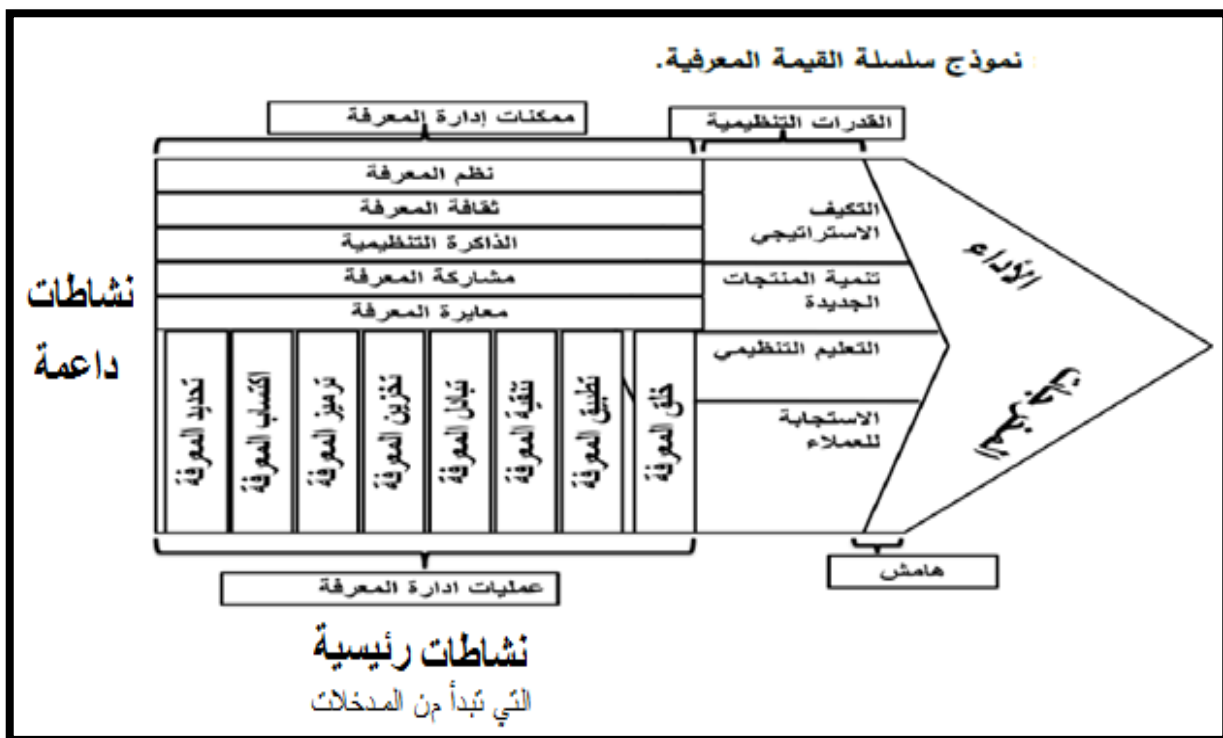 : نموذج سلسلة القيمة المعرفية.
القدرات التنظيمية
ممكنات إدارة المعرفة
نظم المعرفة
ثقافة المعرفة
الذاكرة التنظيمية
مشاركة المعرفة
معايرة المعرفة
التكيف
الاستراتيجي
تنمية المنتجات
الجديدة
التعليم التنظيمي
الاستجابة
للعملاء
الأداء
المخرجات
نشاطات
داعمة
خلق المعرفة
تطبيق المعرفة
تنقية المعرفة
تبادل المعرفة
تخزين المعرفة
ترميز المعرفة
اكتساب المعرفة
تحديد المعرفة
هامش
عمليات ادارة المعرفة
نشاطات رئيسية
التي تبدأ من المدخلات